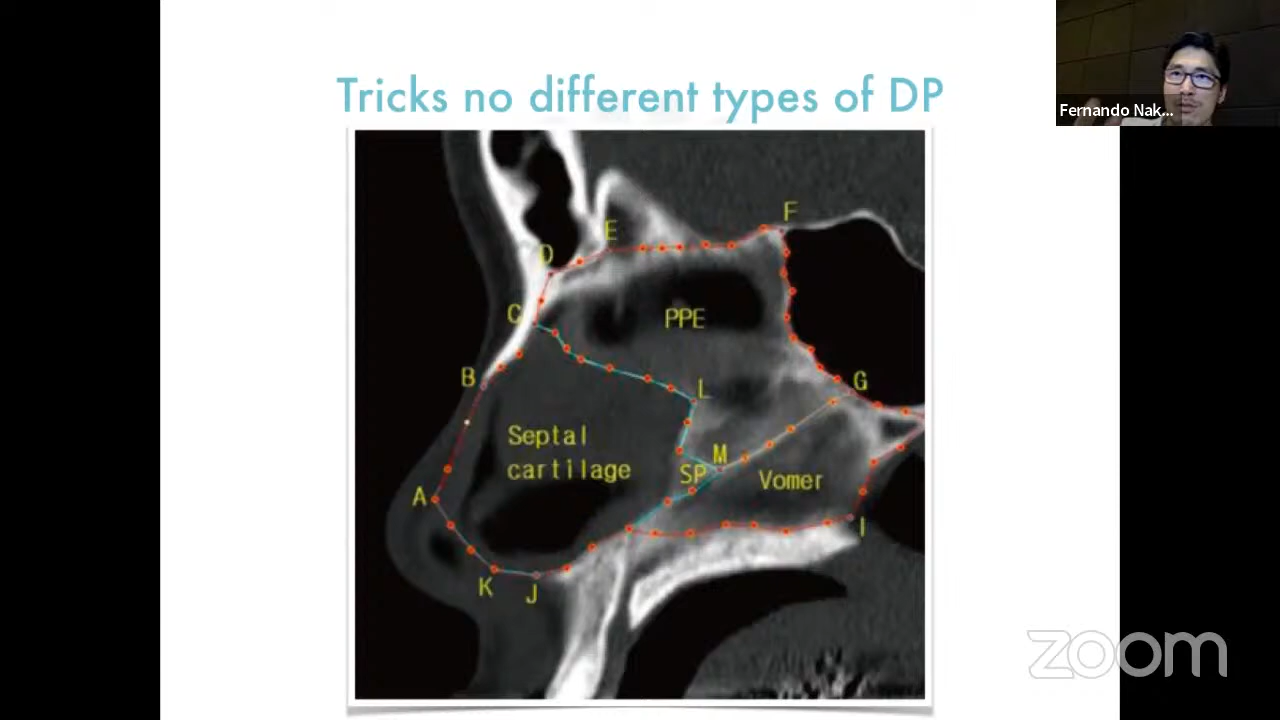 Tricks no different types of DP
Fernando Nak...
F
E
D
C
PPE
B
G
L
Septal
cartilage
M
SP
Vomer
A
I
K
J
zoom